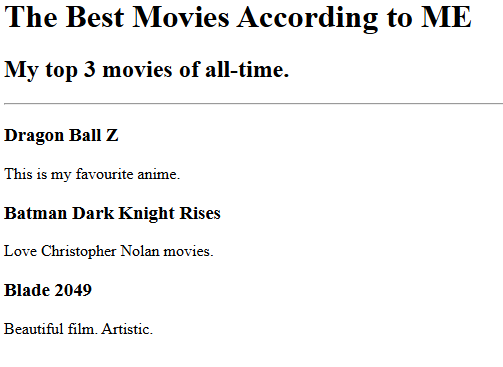 The Best Movies According to ME
My top 3 movies of all-time.
Dragon Ball Z
This is my favourite anime.
Batman Dark Knight Rises
Love Christopher Nolan movies.
Blade 2049
Beautiful film. Artistic.